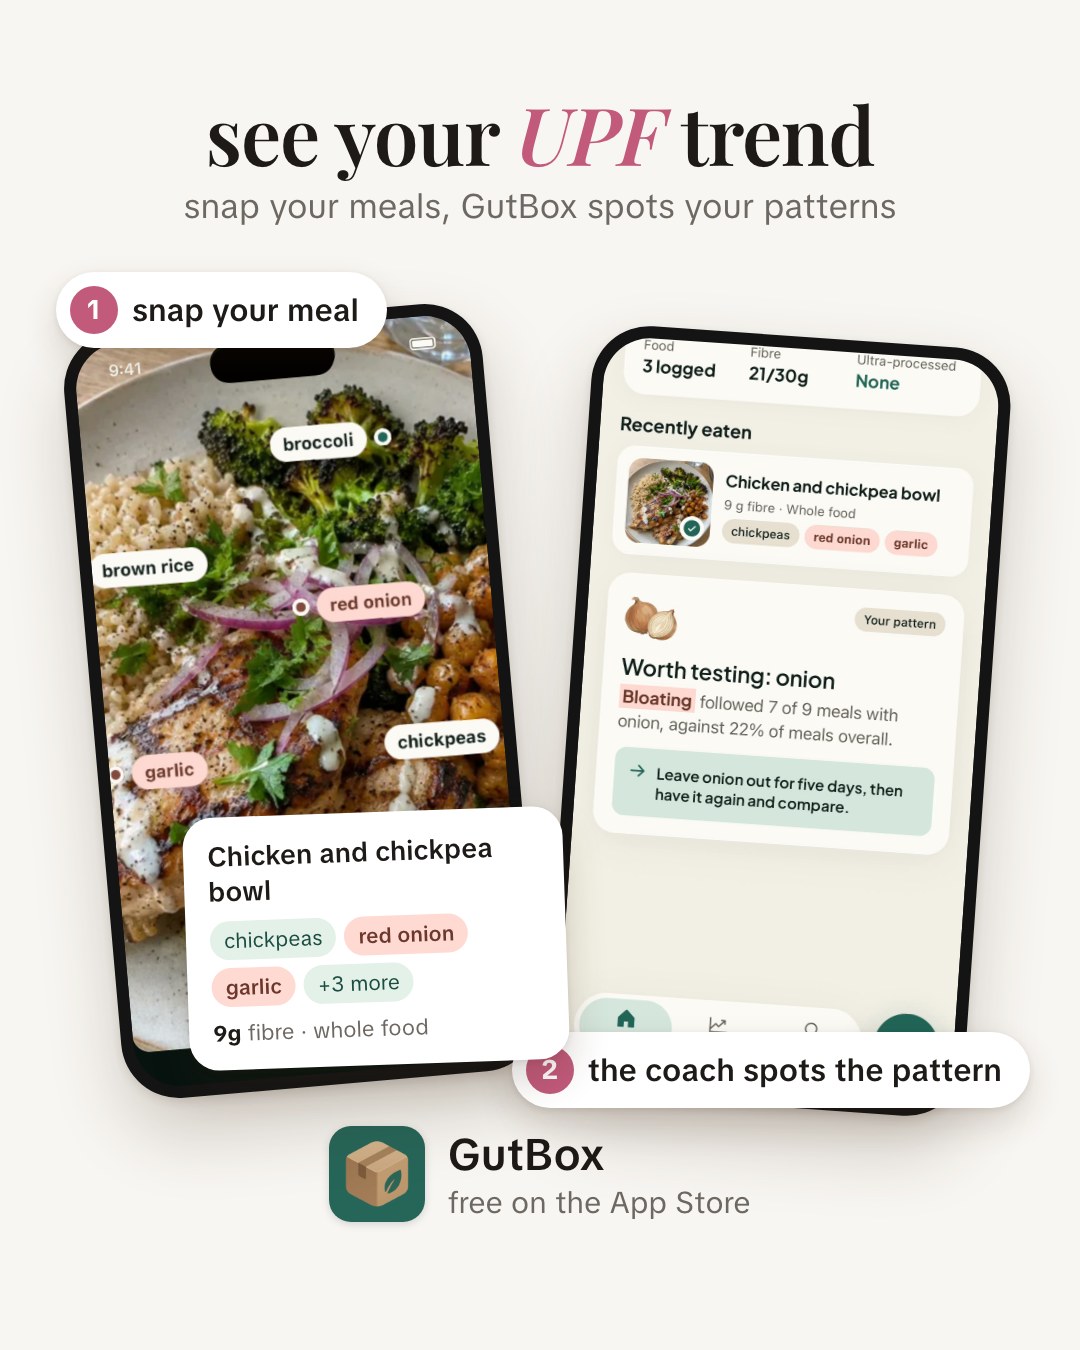 see your UPF trend
snap your meals, GutBox spots your patterns
1 snap your meal
9:41
broccoli
brown rice
red onion
chickpeas
garlic
Chicken and chickpea
bowl
chickpeas red onion
garlic +3 more
9g fibre · whole food
Food Fibre Ultra-processed
3 logged 21/30g None
Recently eaten
Chicken and chickpea bowl
9 g fibre · Whole food
chickpeas red onion garlic
Your pattern
Worth testing: onion
Bloating followed 7 of 9 meals with
onion, against 22% of meals overall.
→ Leave onion out for five days, then
have it again and compare.
2 the coach spots the pattern
GutBox
free on the App Store